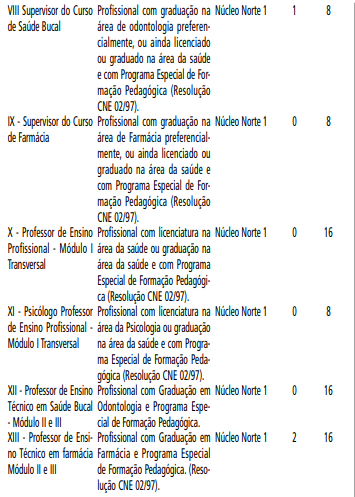 VIII Supervisor do Curso Profissional com graduação na Núcleo Norte 1 1 8
de Saúde Bucal área de odontologia preferen-
cialmente, ou ainda licenciado
ou graduado na área da saúde
e com Programa Especial de For-
mação Pedagógica (Resolução
CNE 02/97).
IX - Supervisor do Curso Profissional com graduação na Núcleo Norte 1 0 8
de Farmácia área de Farmácia preferencial-
mente, ou ainda licenciado ou
graduado na área da saúde e
com Programa Especial de For-
mação Pedagógica (Resolução
CNE 02/97).
X - Professor de Ensino Profissional com licenciatura na Núcleo Norte 1 0 16
Profissional - Módulo I área da saúde ou graduação na
Transversal área da saúde e com Programa
Especial de Formação Pedagógi-
ca (Resolução CNE 02/97).
XI - Psicólogo Professor Profissional com licenciatura na Núcleo Norte 1 0 8
de Ensino Profissional - área da Psicologia ou graduação
Módulo I Transversal na área da saúde e com Progra-
ma Especial de Formação Peda-
gógica (Resolução CNE 02/97).
XII - Professor de Ensino Profissional com Graduação em Núcleo Norte 1 0 16
Técnico em Saúde Bucal Odontologia e Programa Espe-
- Módulo II e III cial de Formação Pedagógica.
XIII - Professor de Ensi- Profissional com Graduação em Núcleo Norte 1 2 16
no Técnico em farmácia Farmácia e Programa Especial
Módulo II e III de Formação Pedagógica. (Reso-
lução CNE 02/97).